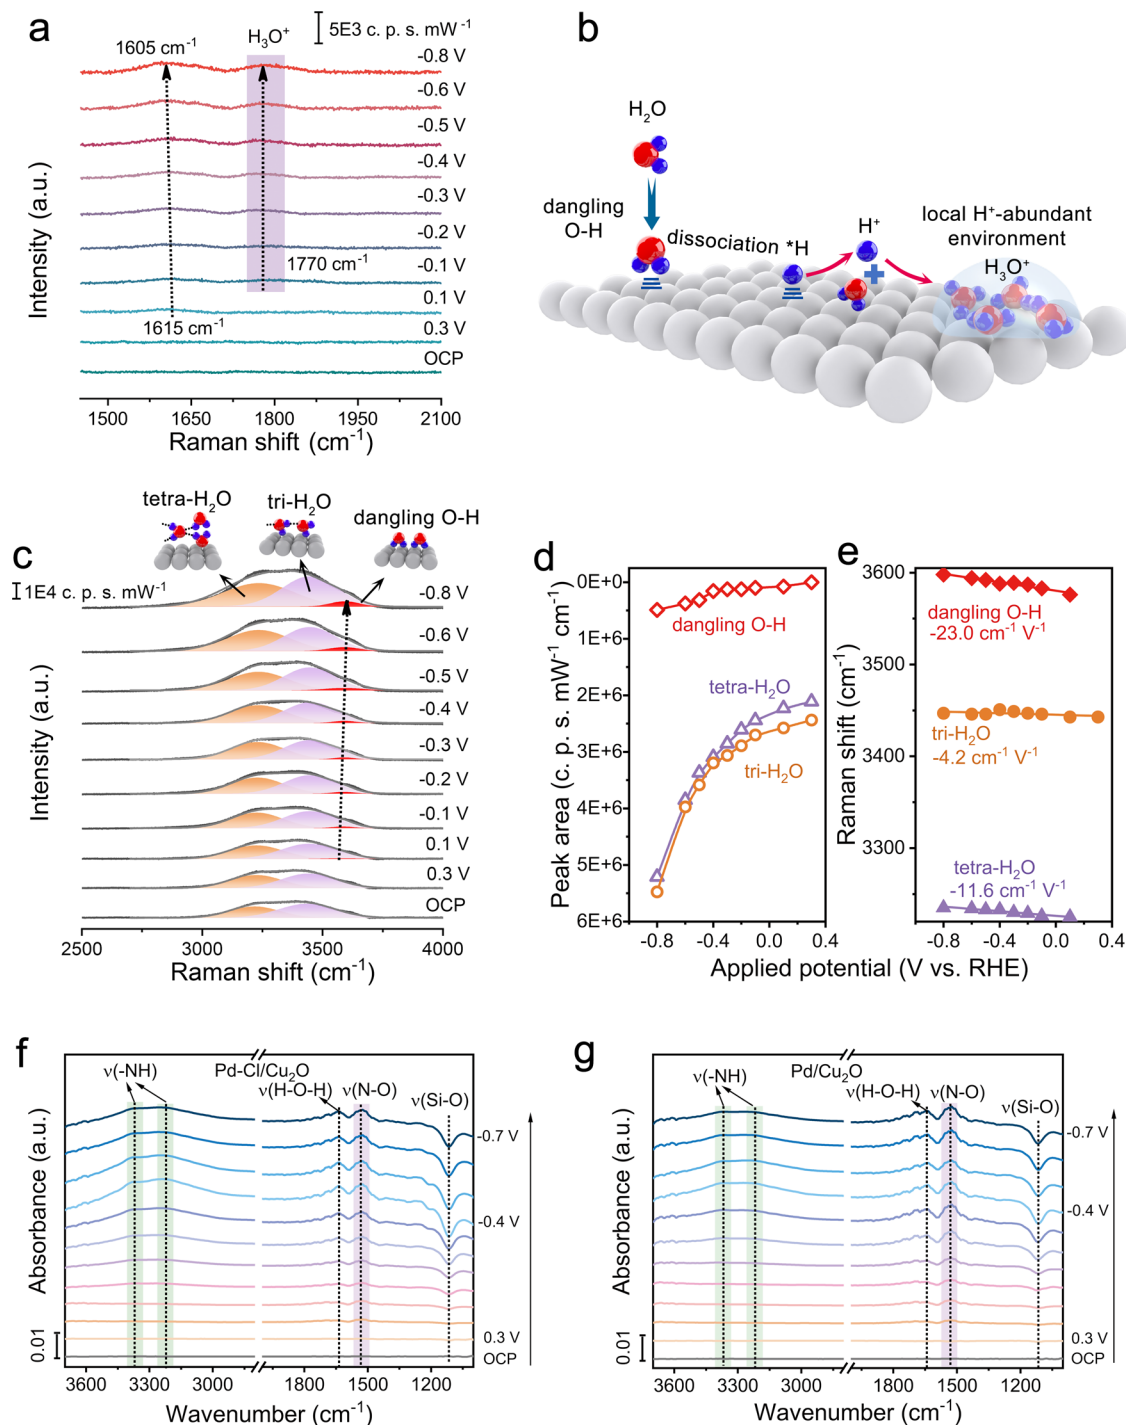 a
5E3 c. p. s. mW⁻¹
1605 cm⁻¹
H₃O⁺
-0.8 V
-0.6 V
-0.5 V
-0.4 V
-0.3 V
-0.2 V
-0.1 V
0.1 V
0.3 V
OCP
1770 cm⁻¹
1615 cm⁻¹
Intensity (a.u.)
1500 1650 1800 1950 2100
Raman shift (cm⁻¹)
b
H₂O
dangling
O-H
dissociation *H
H⁺
local H⁺-abundant
environment
H₃O⁺
c
tetra-H₂O
tri-H₂O
dangling O-H
1E4 c. p. s. mW⁻¹
-0.8 V
-0.6 V
-0.5 V
-0.4 V
-0.3 V
-0.2 V
-0.1 V
0.1 V
0.3 V
OCP
Intensity (a.u.)
2500 3000 3500 4000
Raman shift (cm⁻¹)
d
0E+0
1E+6
2E+6
3E+6
4E+6
5E+6
6E+6
Peak area (c. p. s. mW⁻¹ cm⁻¹)
dangling O-H
tetra-H₂O
tri-H₂O
-0.8 -0.4 0.0 0.4
e
3600
3500
3400
3300
Raman shift (cm⁻¹)
dangling O-H
-23.0 cm⁻¹ V⁻¹
tri-H₂O
-4.2 cm⁻¹ V⁻¹
tetra-H₂O
-11.6 cm⁻¹ V⁻¹
-0.8 -0.4 0.0 0.4
Applied potential (V vs. RHE)
f
Pd-Cl/Cu₂O
ν(-NH)
ν(H-O-H)
ν(N-O)
ν(Si-O)
-0.7 V
-0.4 V
0.3 V
OCP
0.01
Absorbance (a.u.)
3600 3300 3000 1800 1500 1200
Wavenumber (cm⁻¹)
g
Pd/Cu₂O
ν(-NH)
ν(H-O-H)
ν(N-O)
ν(Si-O)
-0.7 V
-0.4 V
0.3 V
OCP
0.01
Absorbance (a.u.)
3600 3300 3000 1800 1500 1200
Wavenumber (cm⁻¹)